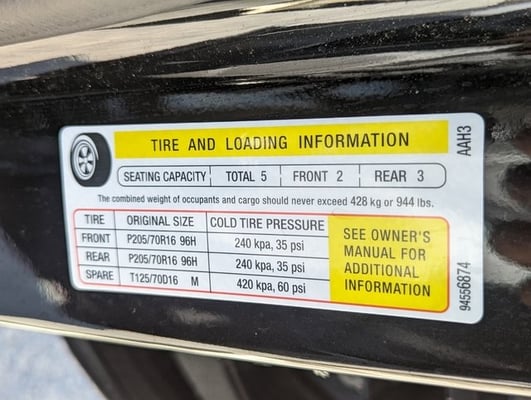 TIRE AND LOADING INFORMATION
SEATING CAPACITY TOTAL 5 FRONT 2 REAR 3
The combined weight of occupants and cargo should never exceed 428 kg or 944 lbs.
TIRE ORIGINAL SIZE COLD TIRE PRESSURE
FRONT P205/70R16 96H 240 kpa, 35 psi
REAR P205/70R16 96H 240 kpa, 35 psi
SPARE T125/70D16 M 420 kpa, 60 psi
SEE OWNER'S
MANUAL FOR
ADDITIONAL
INFORMATION
AAH3
94556874